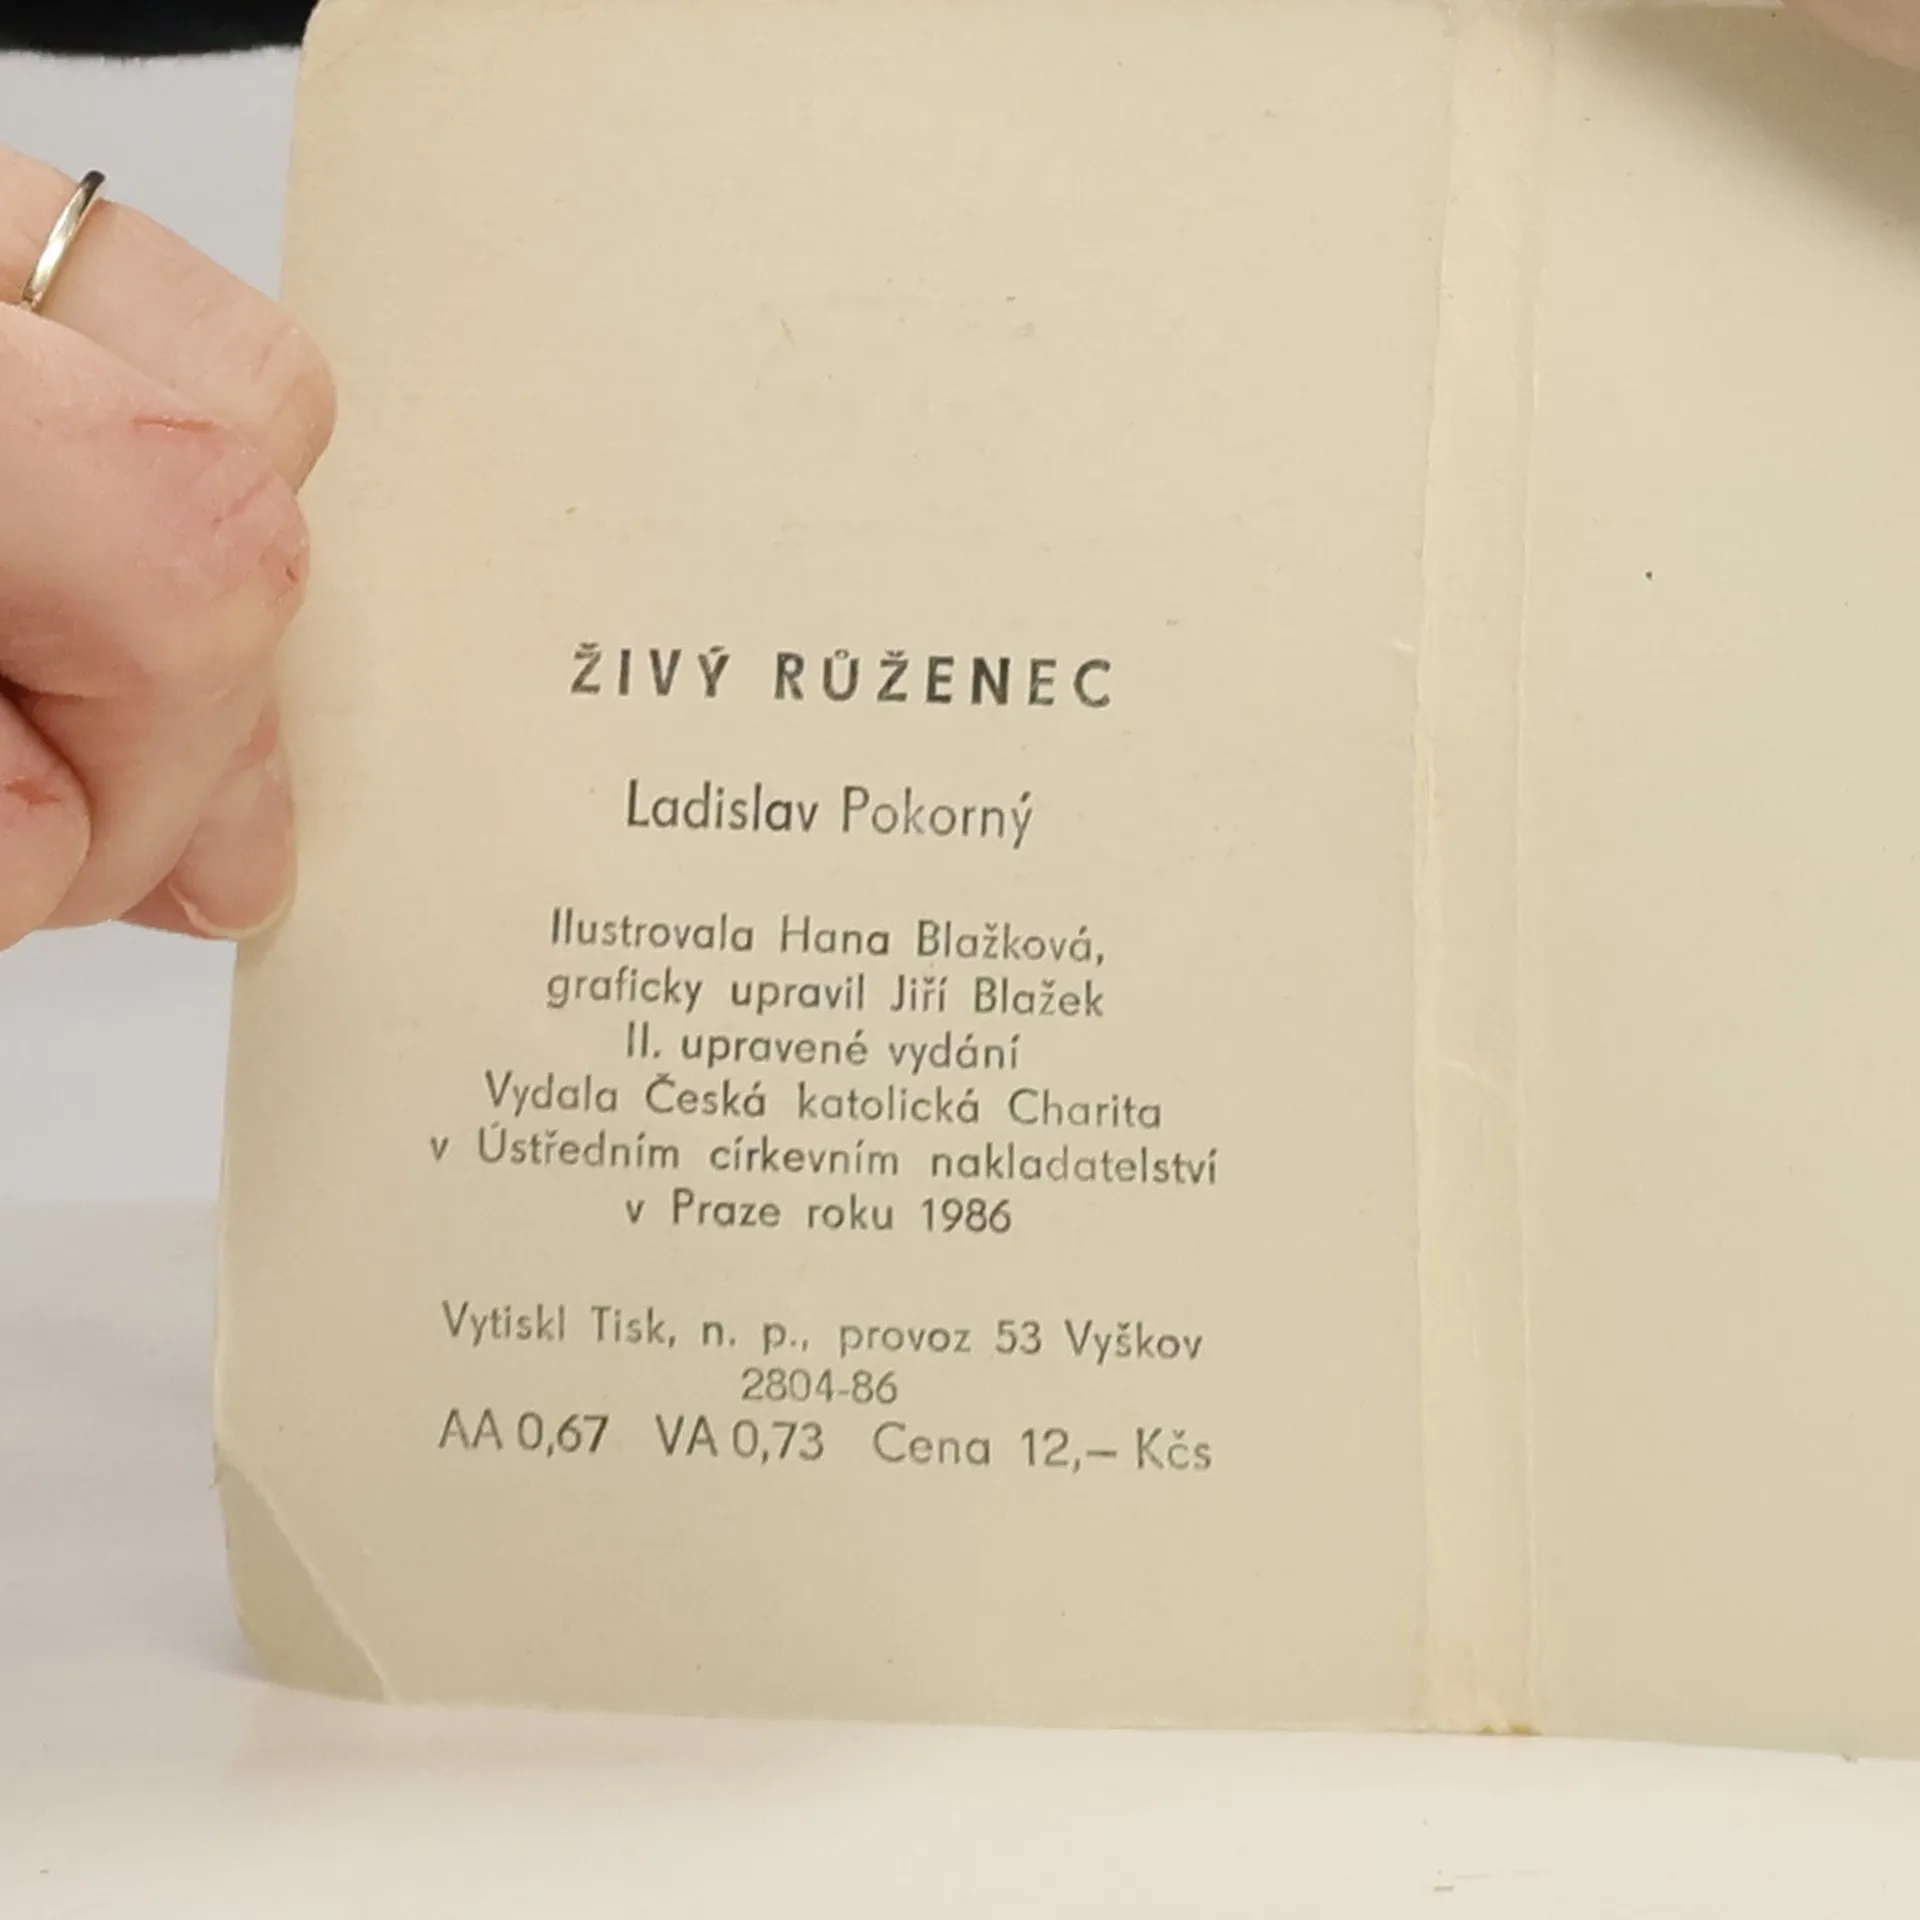 ŽIVÝ RŮŽENEC
Ladislav Pokorný
Ilustrovala Hana Blažková,
graficky upravil Jiří Blažek
II. upravené vydání
Vydala Česká katolická Charita
v Ústředním církevním nakladatelství
v Praze roku 1986
Vytiskl Tisk, n. p., provoz 53 Vyškov
2804-86
AA 0,67 VA 0,73 Cena 12,– Kčs